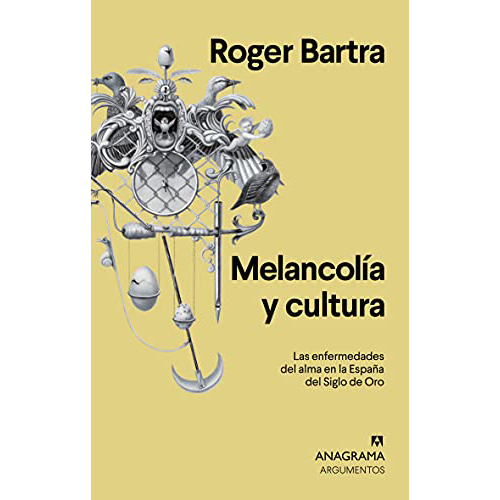 Roger Bartra
Melancolía
y cultura
Las enfermedades
del alma en la España
del Siglo de Oro
ANAGRAMA
ARGUMENTOS